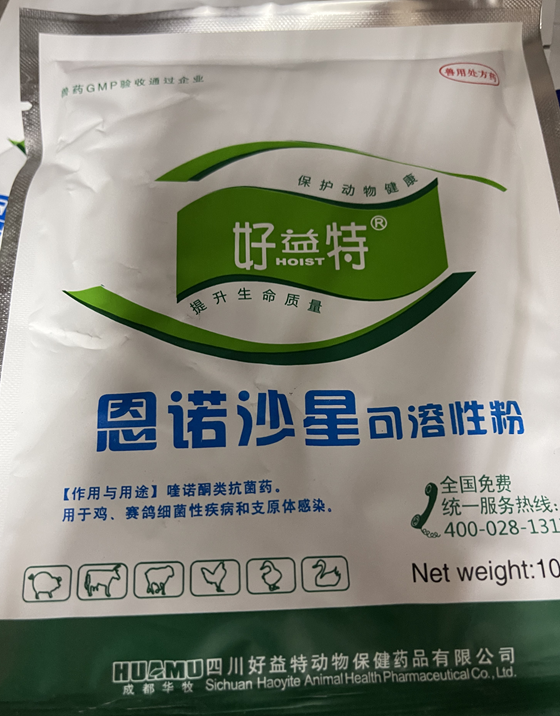 兽药GMP验收通过企业
兽用处方药
保护动物健康
好益特®
HOIST
提升生命质量
恩诺沙星可溶性粉
【作用与用途】喹诺酮类抗菌药。
用于鸡、赛鸽细菌性疾病和支原体感染。
全国免费
统一服务热线:
400-028-131
Net weight:10
HUAMU 四川好益特动物保健药品有限公司
成都华牧 Sichuan Haoyite Animal Health Pharmaceutical Co., Ltd.